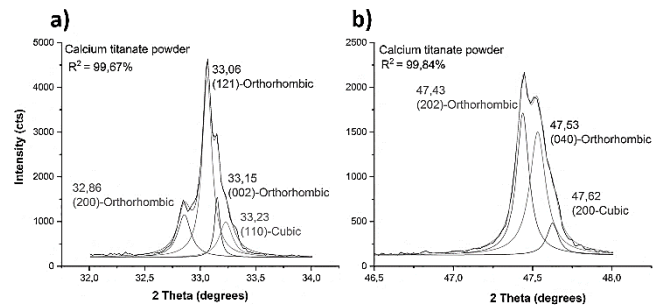 a)
Calcium titanate powder
R² = 99,67%
33,06
(121)-Orthorhombic
32,86
(200)-Orthorhombic
33,15
(002)-Orthorhombic
33,23
(110)-Cubic
Intensity (cts)
5000
4000
3000
2000
1000
500
0
32,0
32,5
33,0
33,5
34,0
2 Theta (degrees)
b)
Calcium titanate powder
R² = 99,84%
47,43
(202)-Orthorhombic
47,53
(040)-Orthorhombic
47,62
(200-Cubic
2500
2000
1500
1000
500
0
46,5
47,0
47,5
48,0
2 Theta (degrees)